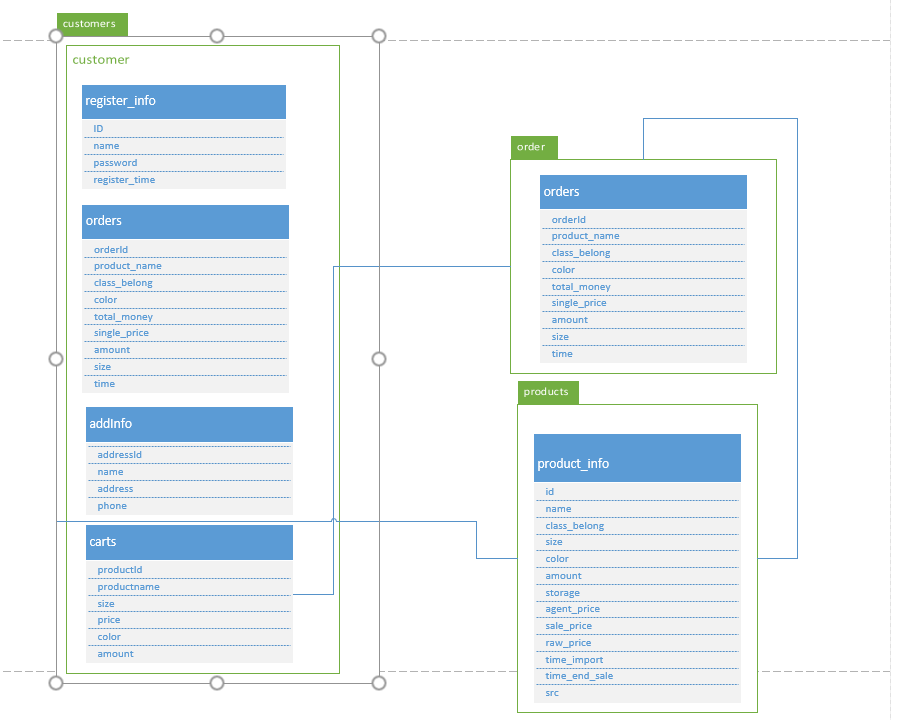 customers
customer
register_info
ID
name
password
register_time
orders
orderId
product_name
class_belong
color
total_money
single_price
amount
size
time
addInfo
addressId
name
address
phone
carts
productId
productname
size
price
color
amount
order
orders
orderId
product_name
class_belong
color
total_money
single_price
amount
size
time
products
product_info
id
name
class_belong
size
color
amount
storage
agent_price
sale_price
raw_price
time_import
time_end_sale
src